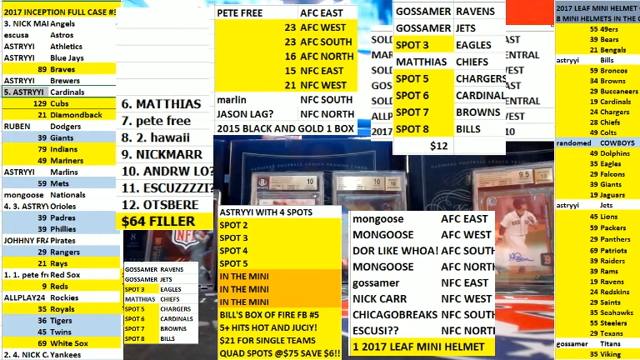 2017 INCEPTION FULL CASE #
3. NICK MAI Angels
escusa Astros
ASTRYYI Athletics
ASTRYYI Blue Jays
89 Braves
ASTRYYI Brewers
5. ASTRYYI Cardinals
129 Cubs
21 Diamondback
RUBEN Dodgers
39 Giants
79 Indians
49 Mariners
ASTRYYI Marlins
59 Mets
mongoose Nationals
4. 3. ASTRYYI Orioles
39 Padres
39 Phillies
JOHHNY FRA Pirates
29 Rangers
21 Rays
1. 1. pete fr Red Sox
9 Reds
ALLPLAY24 Rockies
35 Royals
36 Tigers
45 Twins
69 White Sox
2. 4. NICK C. Yankees
6. MATTHIAS
7. pete free
8. 2. hawaii
9. NICKMARR
10. ANDRW LO?
11. ESCUZZZZI?
12. OTSBERE
$64 FILLER
GOSSAMER RAVENS
GOSSAMER JETS
SPOT 3 EAGLES
MATTHIAS CHIEFS
SPOT 5 CHARGERS
SPOT 6 CARDINALS
SPOT 7 BROWNS
SPOT 8 BILLS
PETE FREE AFC EAST
23 AFC WEST
23 AFC SOUTH
16 AFC NORTH
15 NFC EAST
21 NFC WEST
marlin NFC SOUTH
JASON LAG? NFC NORTH
2015 BLACK AND GOLD 1 BOX
ASTRYYI WITH 4 SPOTS
SPOT 2
SPOT 3
SPOT 4
SPOT 5
IN THE MINI
IN THE MINI
IN THE MINI
BILL'S BOX OF FIRE FB #5
5+ HITS HOT AND JUCIY!
$21 FOR SINGLE TEAMS
QUAD SPOTS @$75 SAVE $6!!
GOSSAMER RAVENS
GOSSAMER JETS
SPOT 3 EAGLES
MATTHIAS CHIEFS
SPOT 5 CHARGERS
SPOT 6 CARDINAL
SPOT 7 BROWNS
SPOT 8 BILLS
$12
mongoose AFC EAST
MONGOOSE AFC WEST
DOR LIKE WHOA! AFC SOUTH
MONGOOSE AFC NORTH
gossamer NFC EAST
NICK CARR NFC WEST
CHICAGOBREAKS NFC SOUTH
ESCUSI?? NFC NORTH
1 2017 LEAF MINI HELMET
2017 LEAF MINI HELMET
8 MINI HELMETS IN THE
55 49ers
39 Bears
21 Bengals
astryyi Bills
59 Broncos
34 Browns
29 Buccaneers
19 Cardinals
24 Chargers
28 Chiefs
49 Colts
randomed COWBOYS
49 Dolphins
35 Eagles
29 Falcons
39 Giants
19 Jaguars
astryyi Jets
45 Lions
59 Packers
29 Panthers
69 Patriots
39 Raiders
39 Rams
19 Ravens
24 Redskins
29 Saints
35 Seahawks
55 Steelers
29 Texans
gossamer Titans
35 Viking